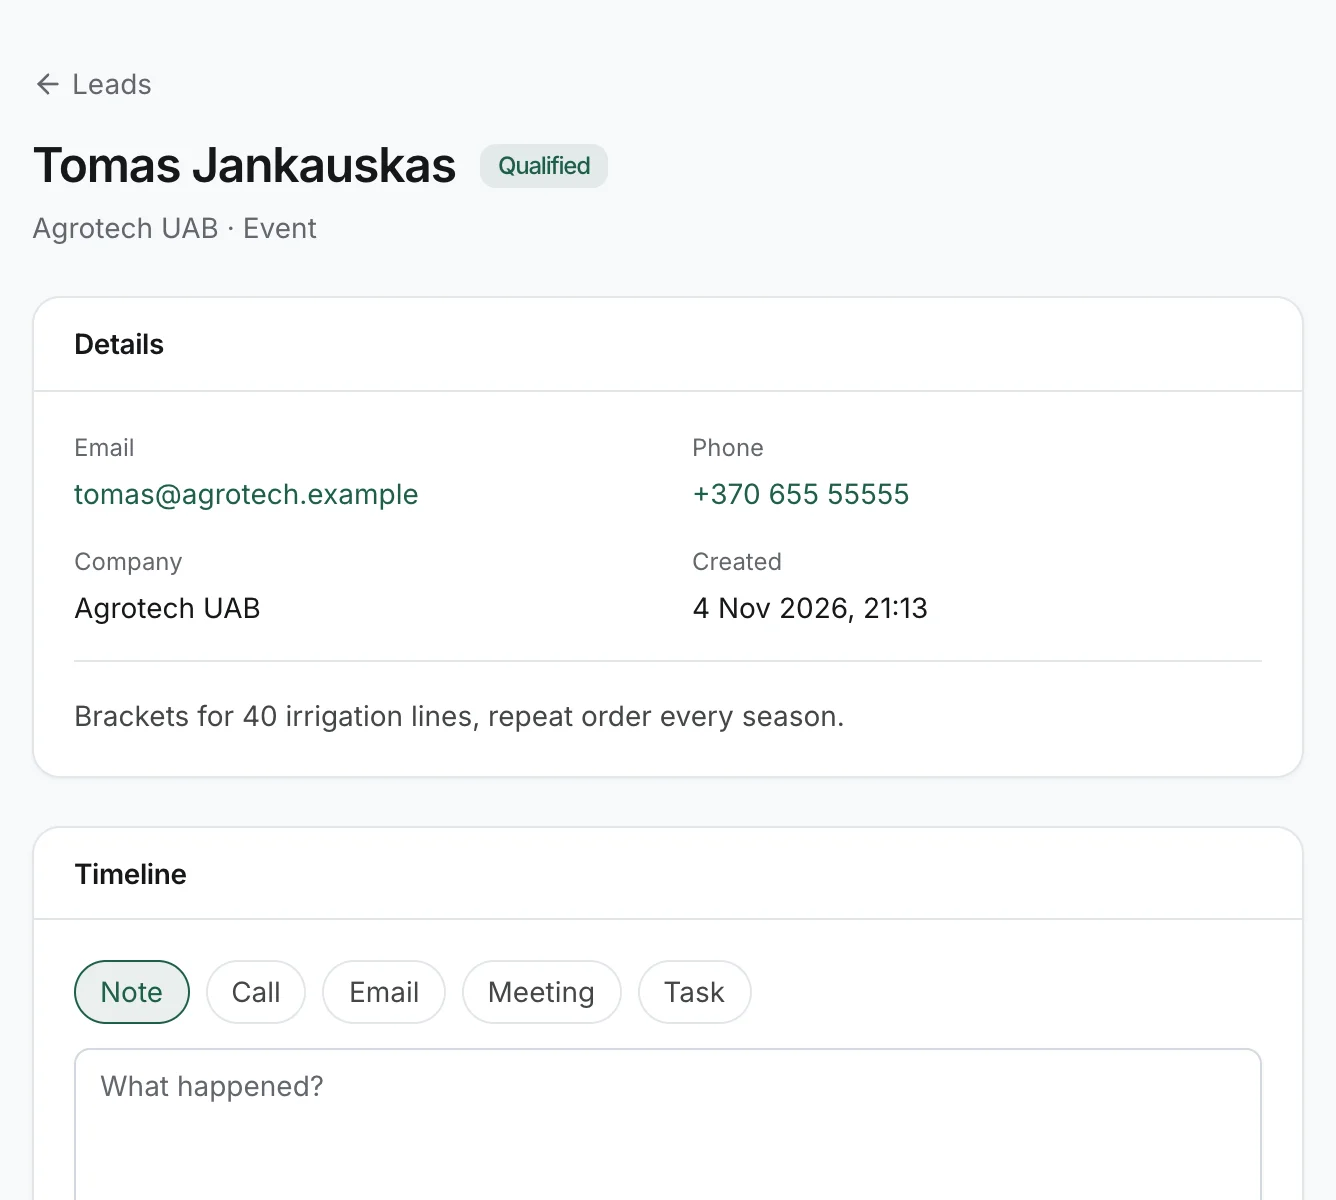 ← Leads
Tomas Jankauskas Qualified
Agrotech UAB · Event
Details
Email Phone
tomas@agrotech.example +370 655 55555
Company Created
Agrotech UAB 4 Nov 2026, 21:13
Brackets for 40 irrigation lines, repeat order every season.
Timeline
Note Call Email Meeting Task
What happened?